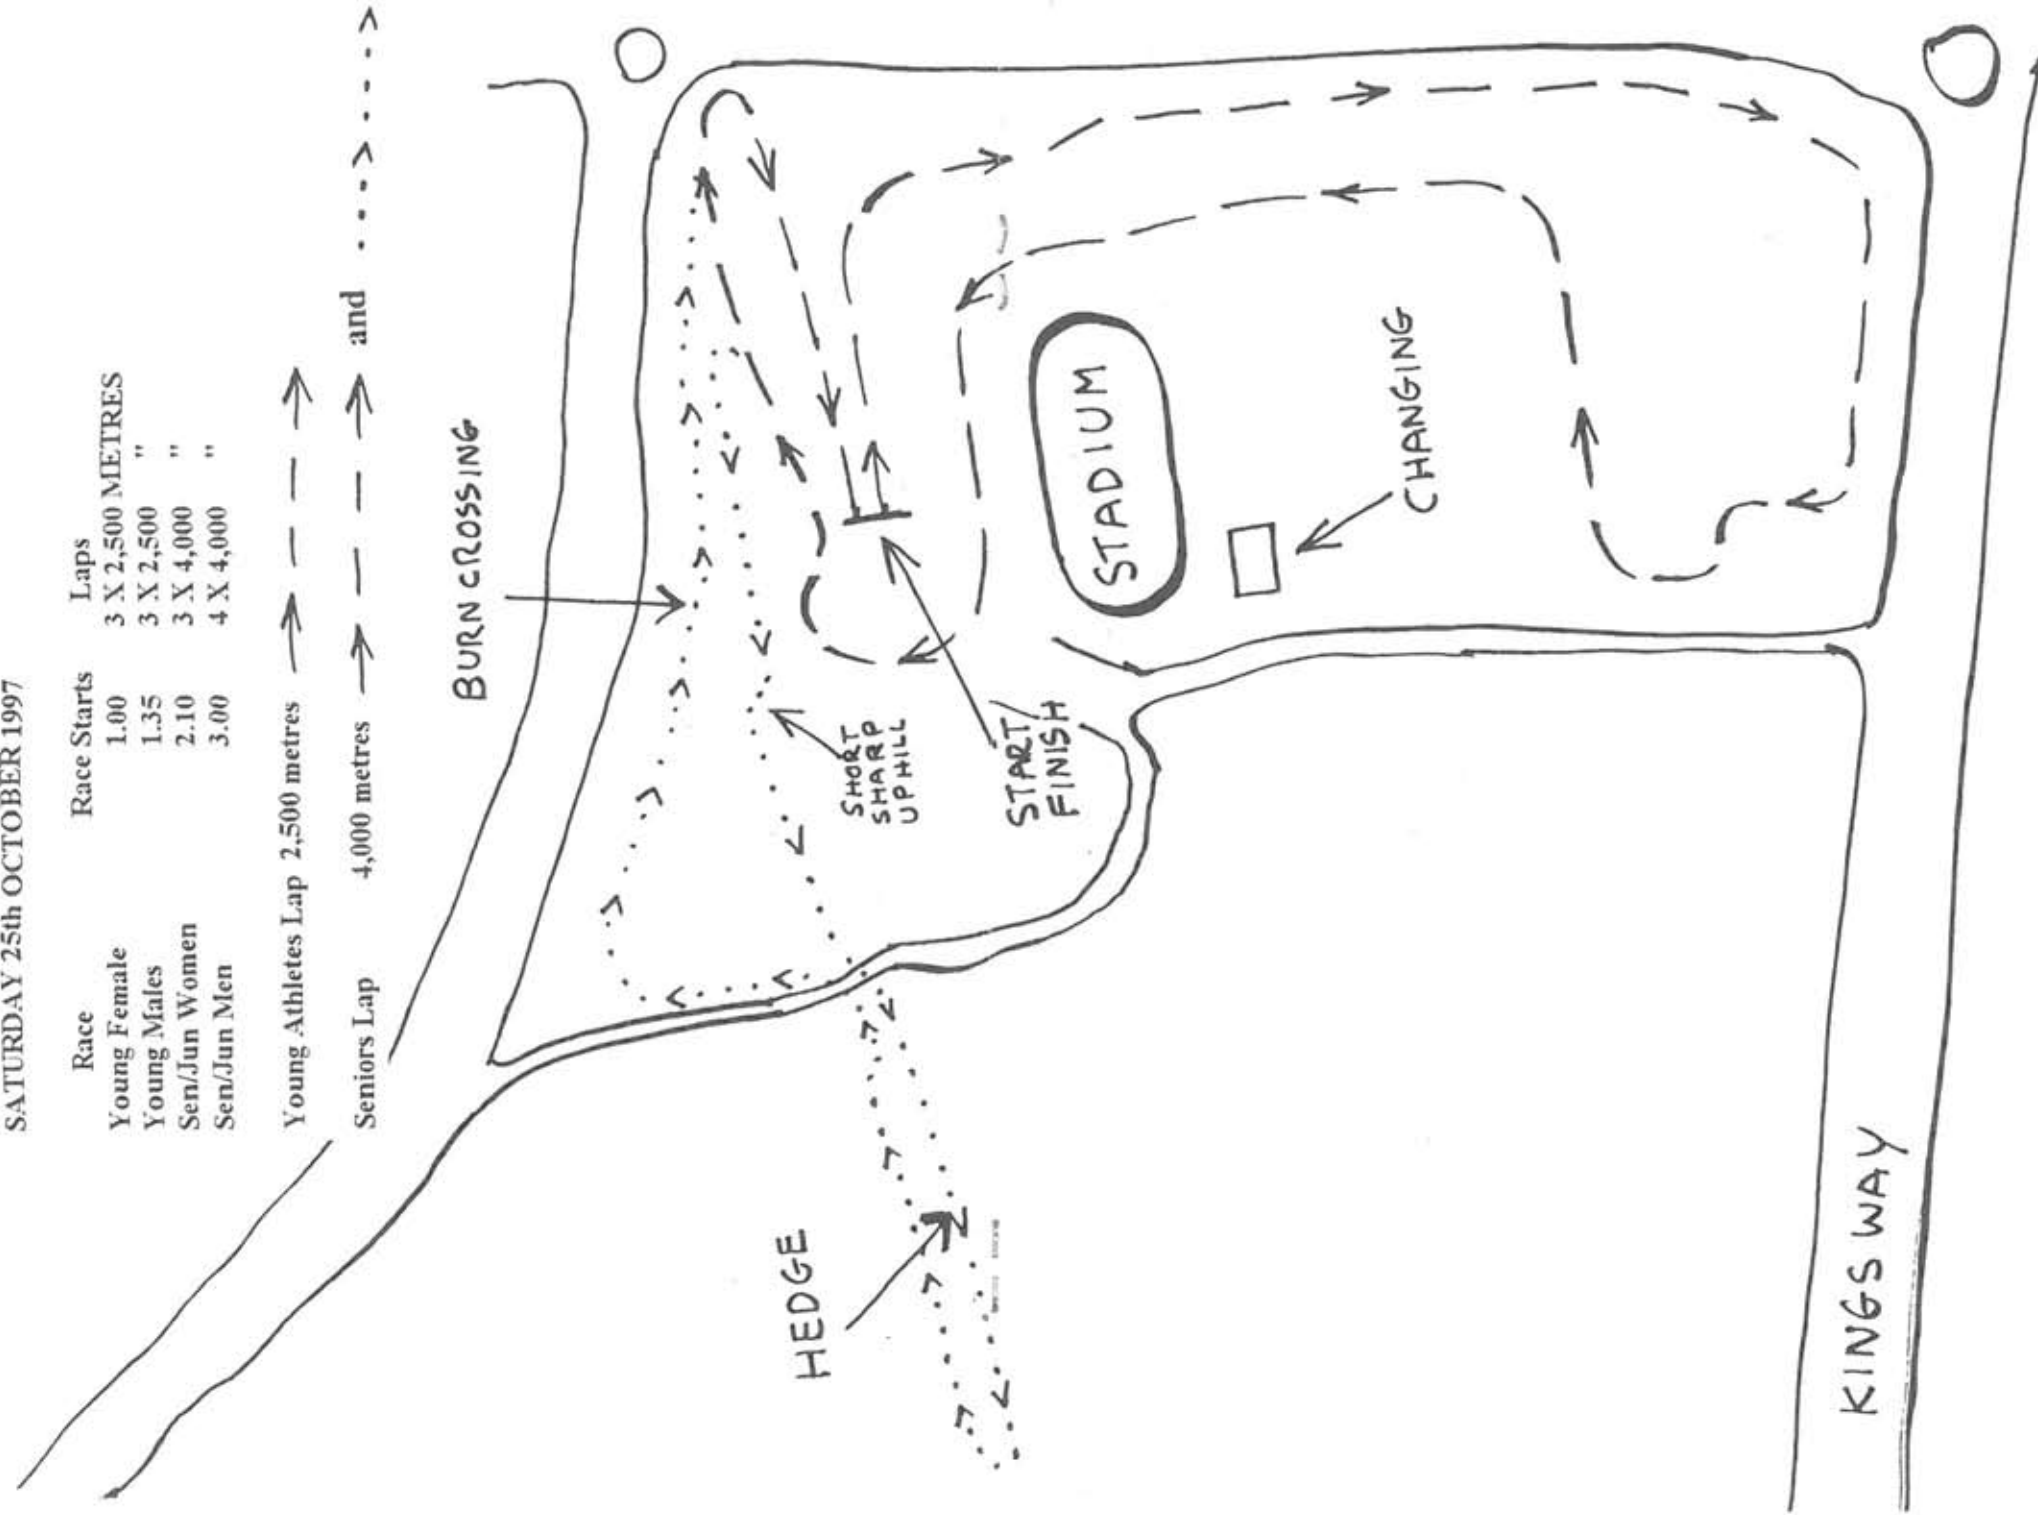 SATURDAY 25th OCTOBER 1997
Race Race Starts Laps
Young Female 1.00 3 X 2,500 METRES
Young Males 1.35 3 X 2,500 "
Sen/Jun Women 2.10 3 X 4,000 "
Sen/Jun Men 3.00 4 X 4,000 "
Young Athletes Lap 2,500 metres
Seniors Lap 4,000 metres and
BURN CROSSING
HEDGE
SHORT
SHARP
UPHILL
START/
FINISH
STADIUM
CHANGING
KINGSWAY